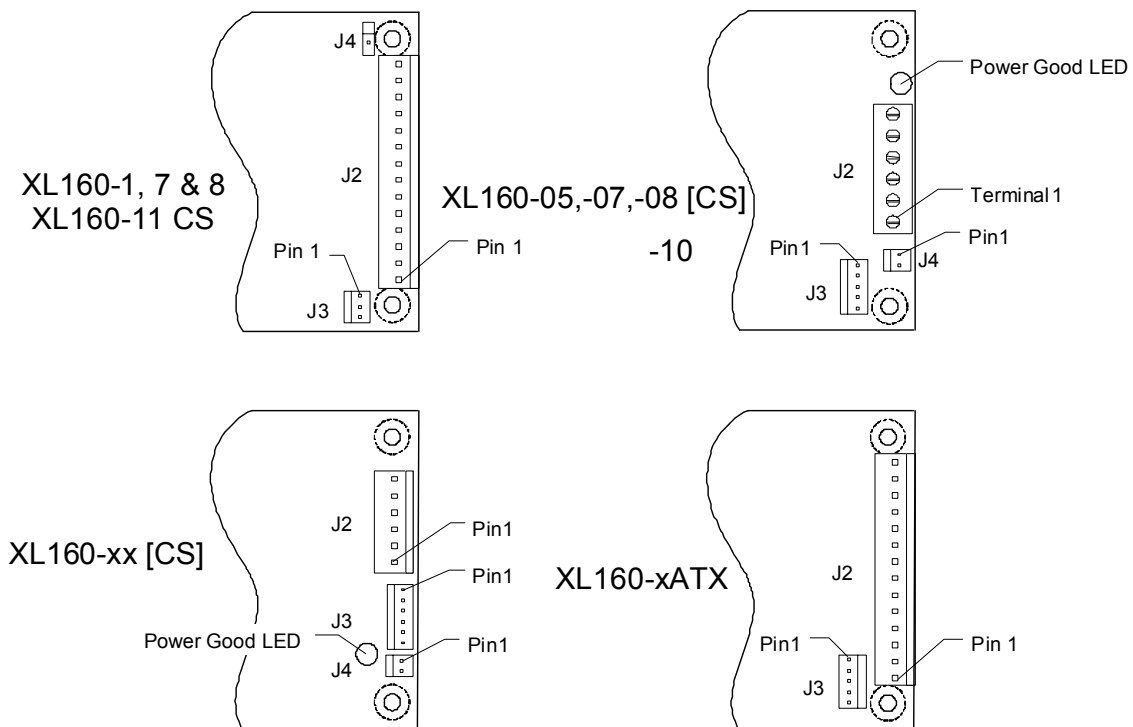 J4
J2
XL160-1, 7 & 8
XL160-11 CS
Pin 1
Pin 1
J3
Power Good LED
J2
XL160-05,-07,-08 [CS]
-10
Terminal 1
Pin1
Pin1
J4
J3
J2
Pin1
XL160-xx [CS]
Pin1
J3
Power Good LED
Pin1
J4
J2
XL160-xATX
Pin1
Pin 1
J3